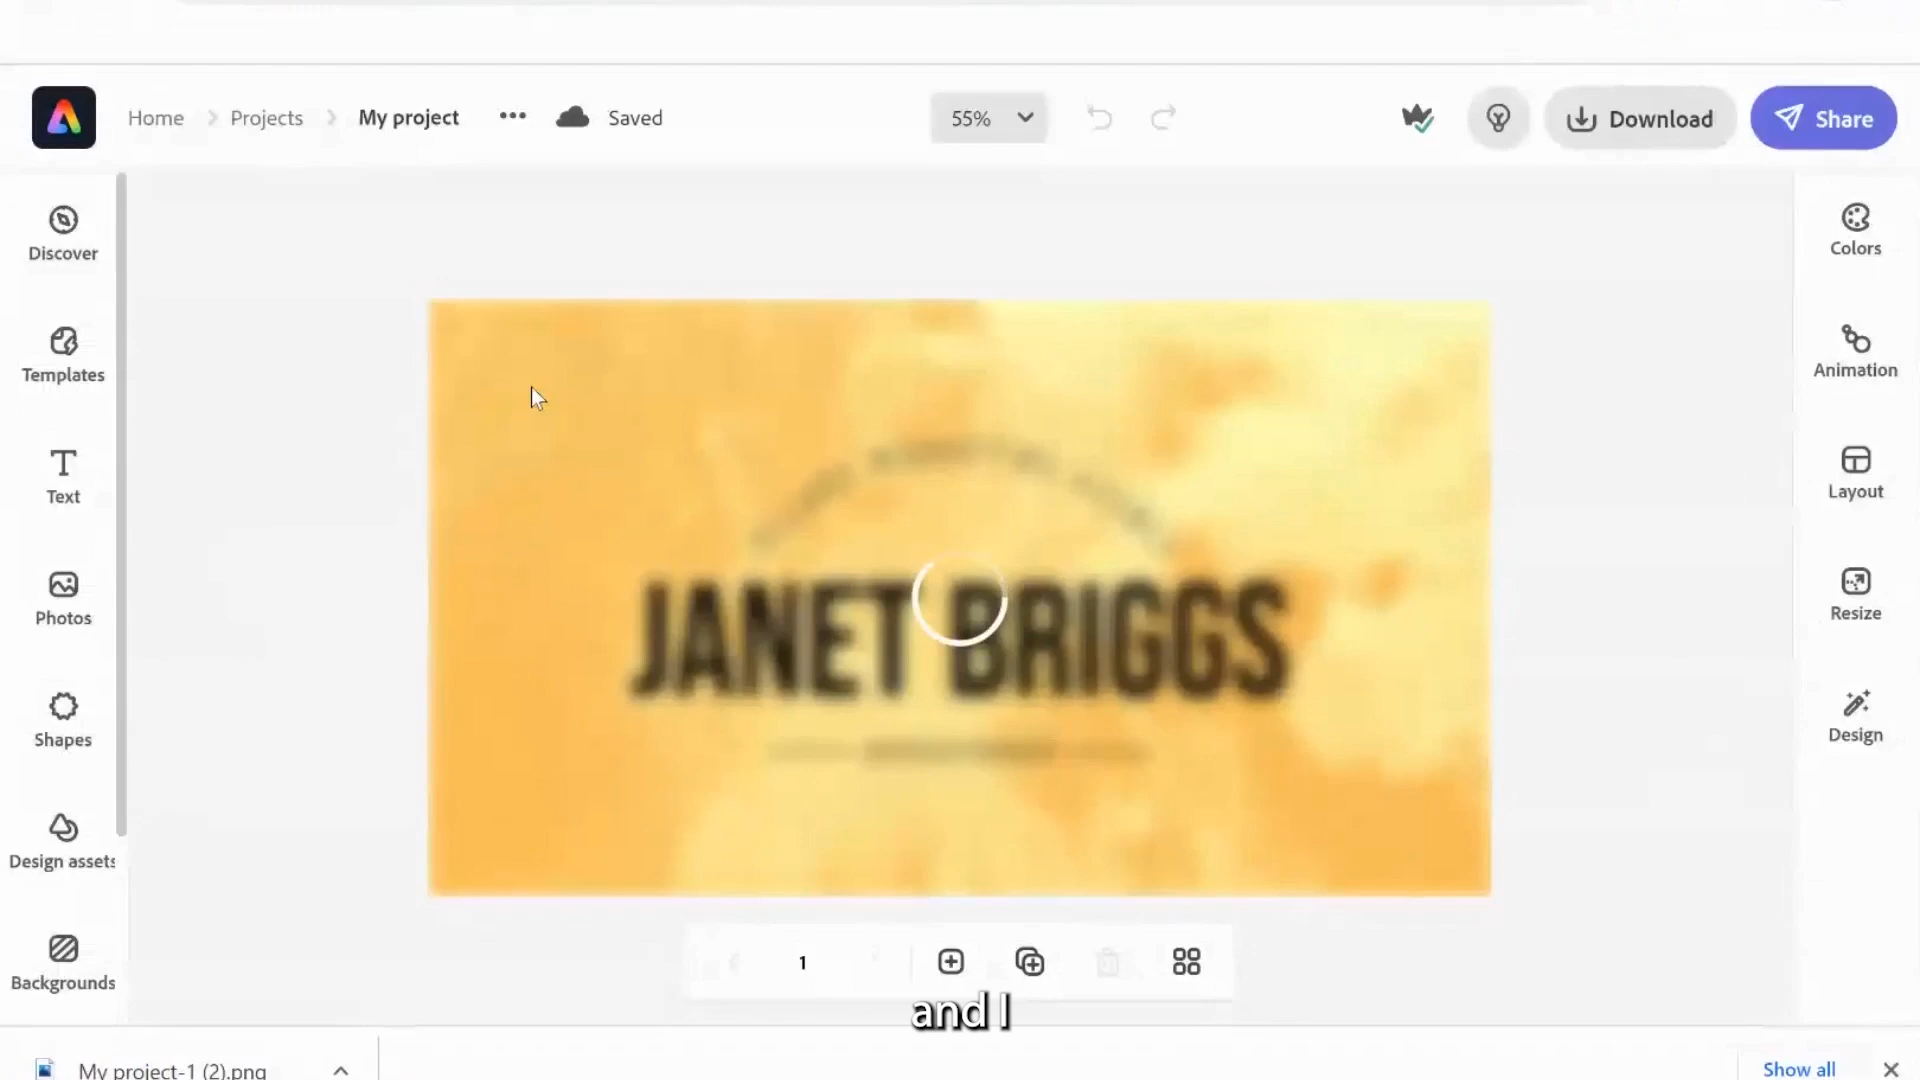 Home
Projects
My project
Saved
55%
Download
Share
Discover
Templates
Text
Photos
Shapes
Design assets
Backgrounds
Colors
Animation
Layout
Resize
Design
JANET BRIGGS
1
and I
My project-1 (2).png
Show all